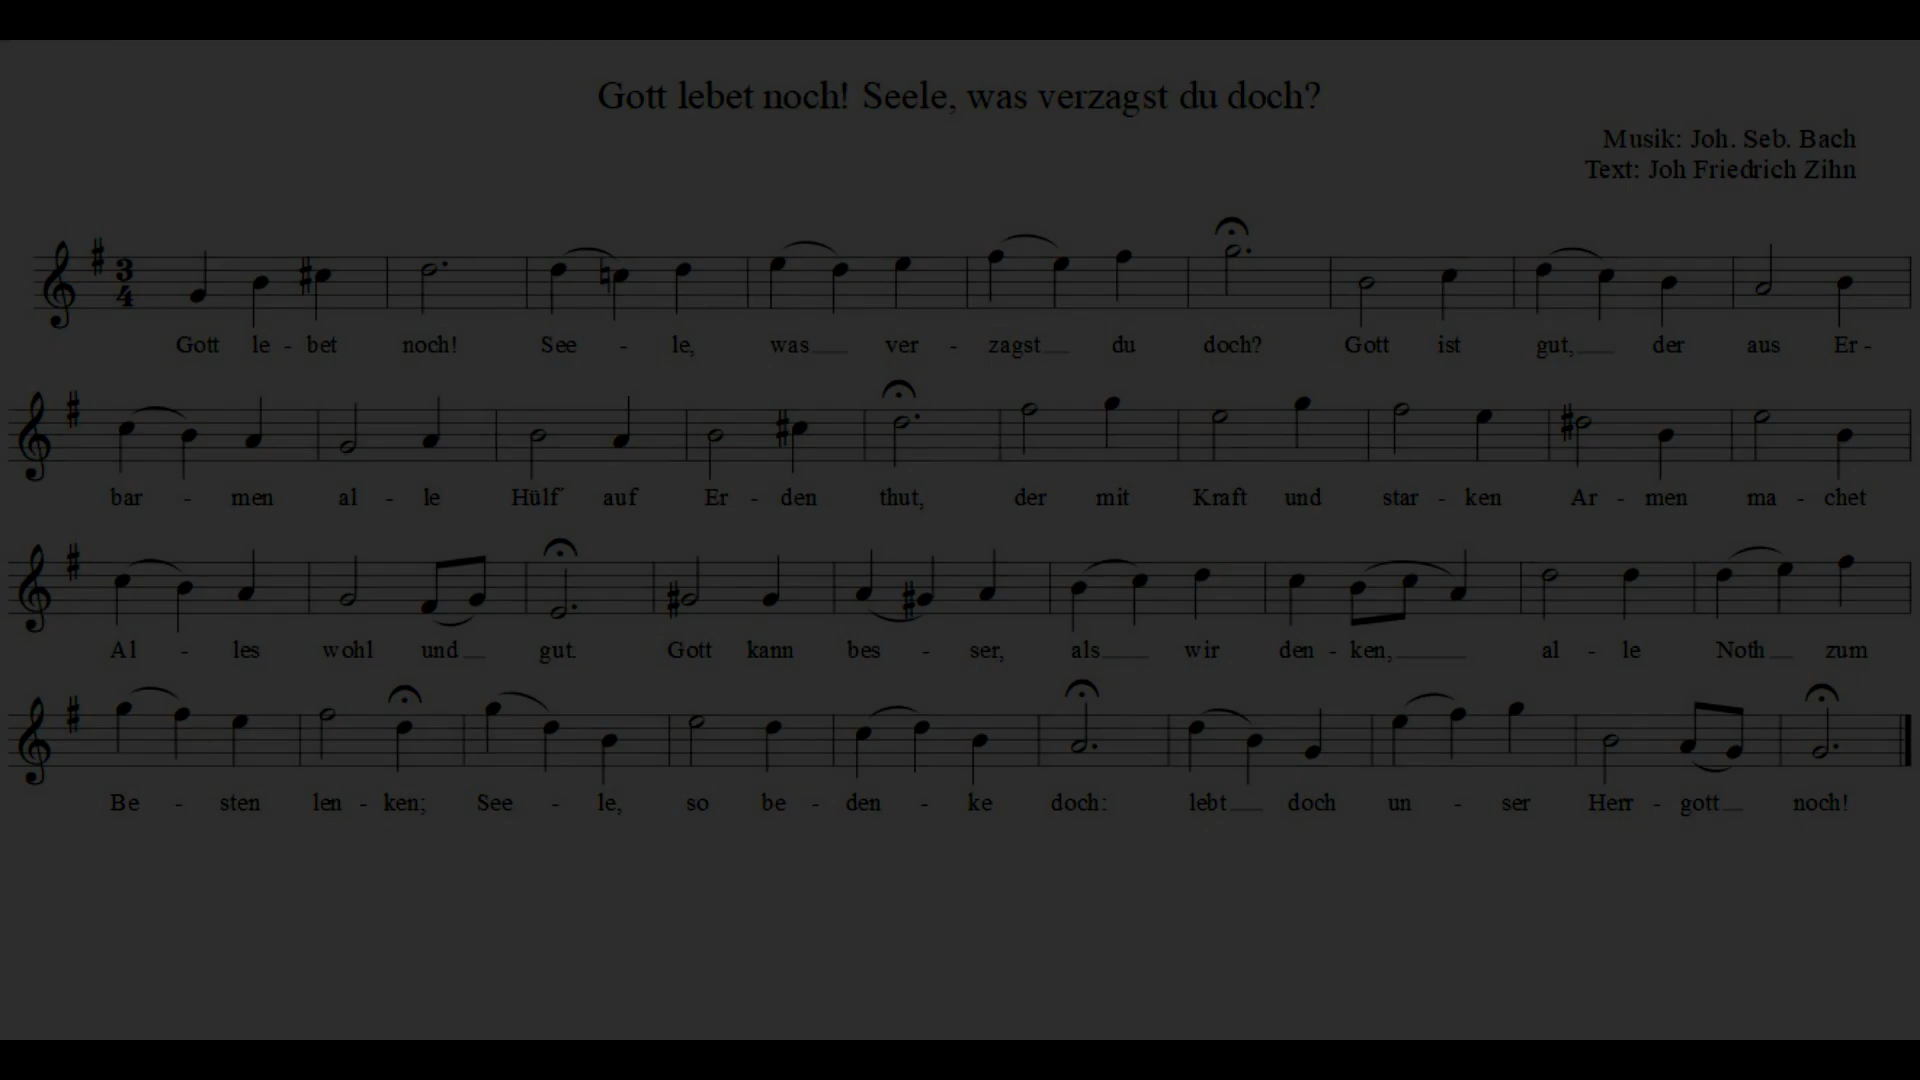 Gott lebet noch! Seele, was verzagst du doch?
Musik: Joh. Seb. Bach
Text: Joh Friedrich Zihn
3
4
Gott le - bet noch! See - le, was ver - zagst du doch? Gott ist gut, der aus Er -
bar - men al - le Hülf´ auf Er - den thut, der mit Kraft und star - ken Ar - men ma - chet
Al - les wohl und gut. Gott kann bes - ser, als wir den - ken, al - le Noth zum
Be - sten len - ken; See - le, so be - den - ke doch: lebt doch un - ser Herr - gott noch!